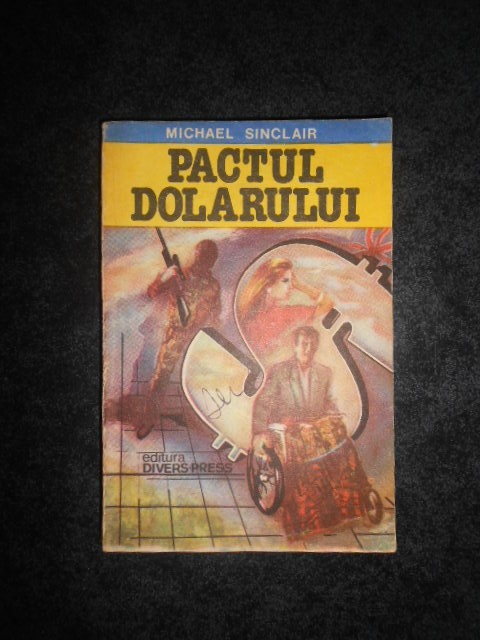 MICHAEL SINCLAIR
PACTUL
DOLARULUI
editura
DIVERS PRESS